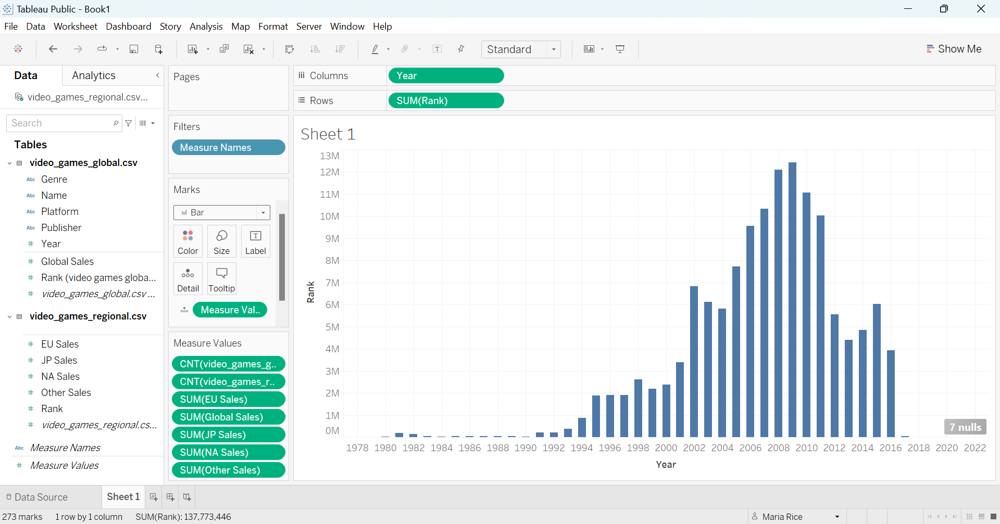 Tableau Public - Book1
File Data Worksheet Dashboard Story Analysis Map Format Server Window Help
Standard
Show Me
Data
Analytics
video_games_regional.csv...
Search
Tables
video_games_global.csv
Abc Genre
Abc Name
Abc Platform
Abc Publisher
# Year
# Global Sales
# Rank (video games globa...
# video_games_global.csv ...
video_games_regional.csv
# EU Sales
# JP Sales
# NA Sales
# Other Sales
# Rank
# video_games_regional.cs...
Abc Measure Names
# Measure Values
Pages
Filters
Measure Names
Marks
Bar
Color Size Label
Detail Tooltip
Measure Val..
Measure Values
CNT(video_games_g..
CNT(video_games_r..
SUM(EU Sales)
SUM(Global Sales)
SUM(JP Sales)
SUM(NA Sales)
SUM(Other Sales)
Columns
Year
Rows
SUM(Rank)
Sheet 1
13M
12M
11M
10M
9M
8M
7M
6M
5M
4M
3M
2M
1M
0M
Rank
7 nulls
1978 1980 1982 1984 1986 1988 1990 1992 1994 1996 1998 2000 2002 2004 2006 2008 2010 2012 2014 2016 2018 2020 2022
Year
Data Source
Sheet 1
273 marks 1 row by 1 column SUM(Rank): 137,773,446
Maria Rice